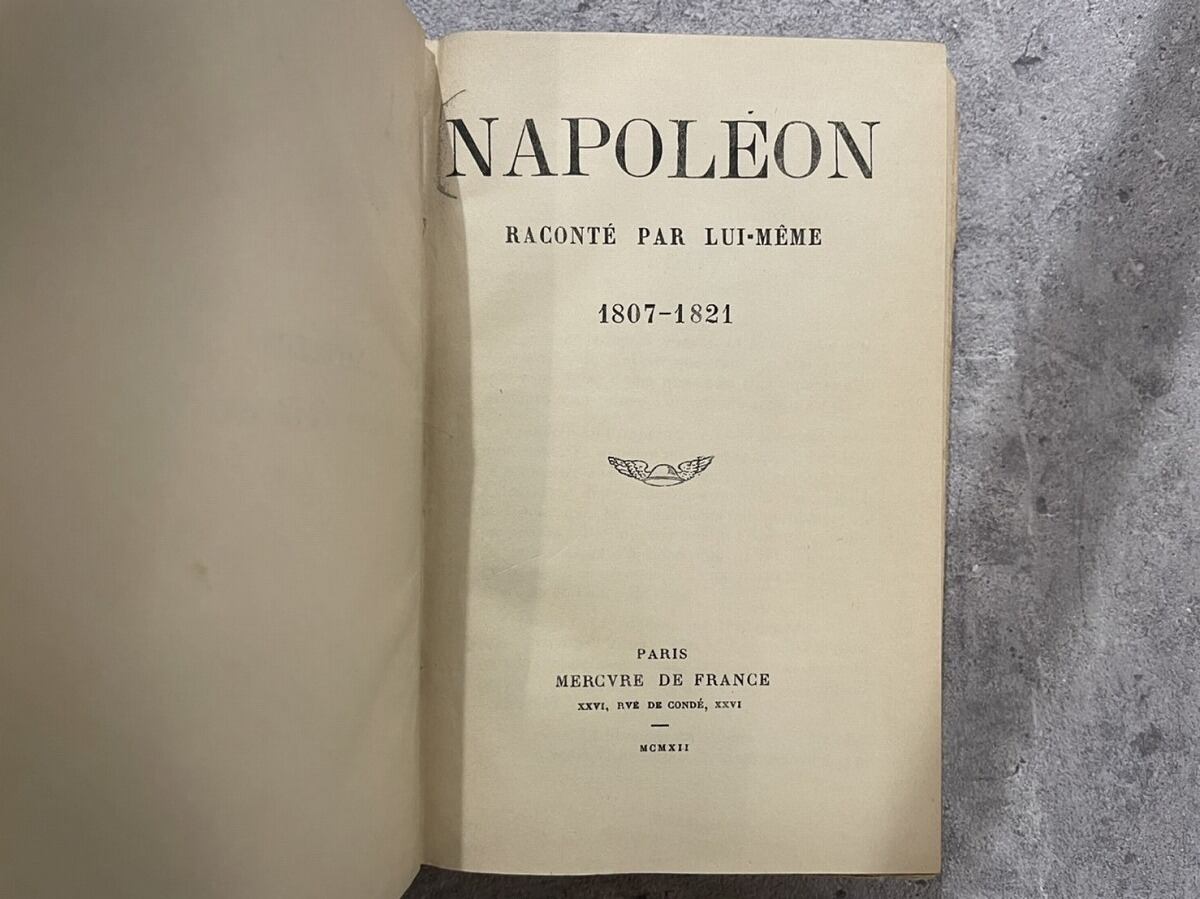 NAPOLÉON
RACONTÉ PAR LUI-MÊME
1807-1821
PARIS
MERCVRE DE FRANCE
XXVI, RVE DE CONDÉ, XXVI
MCMXII